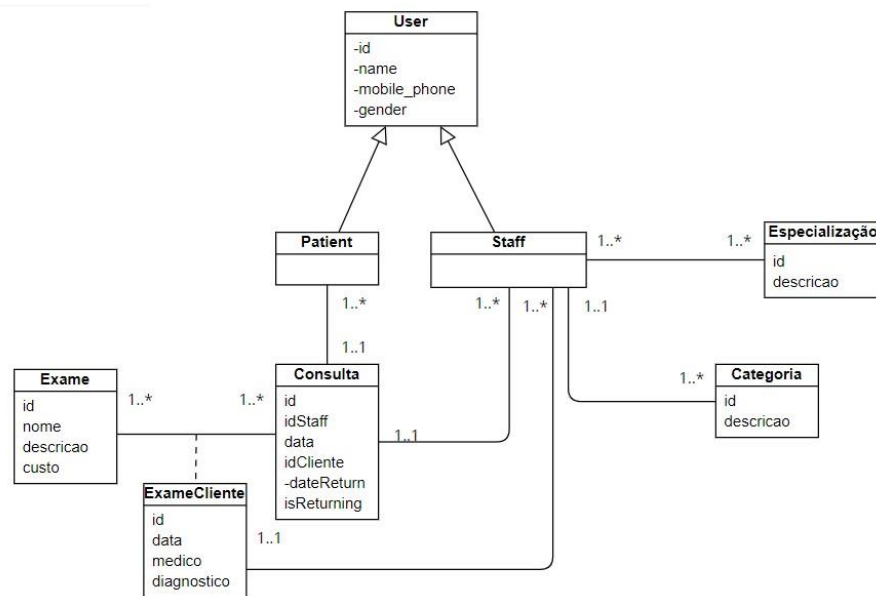 User
-id
-name
-mobile_phone
-gender
Patient
Staff
1..*
1..*
Especialização
id
descricao
1..*
1..1
1..*
1..*
1..1
1..*
Categoria
id
descricao
Exame
id
nome
descricao
custo
1..*
1..*
Consulta
id
idStaff
data
idCliente
-dateReturn
isReturning
1..1
ExameCliente
id
data
medico
diagnostico
1..1